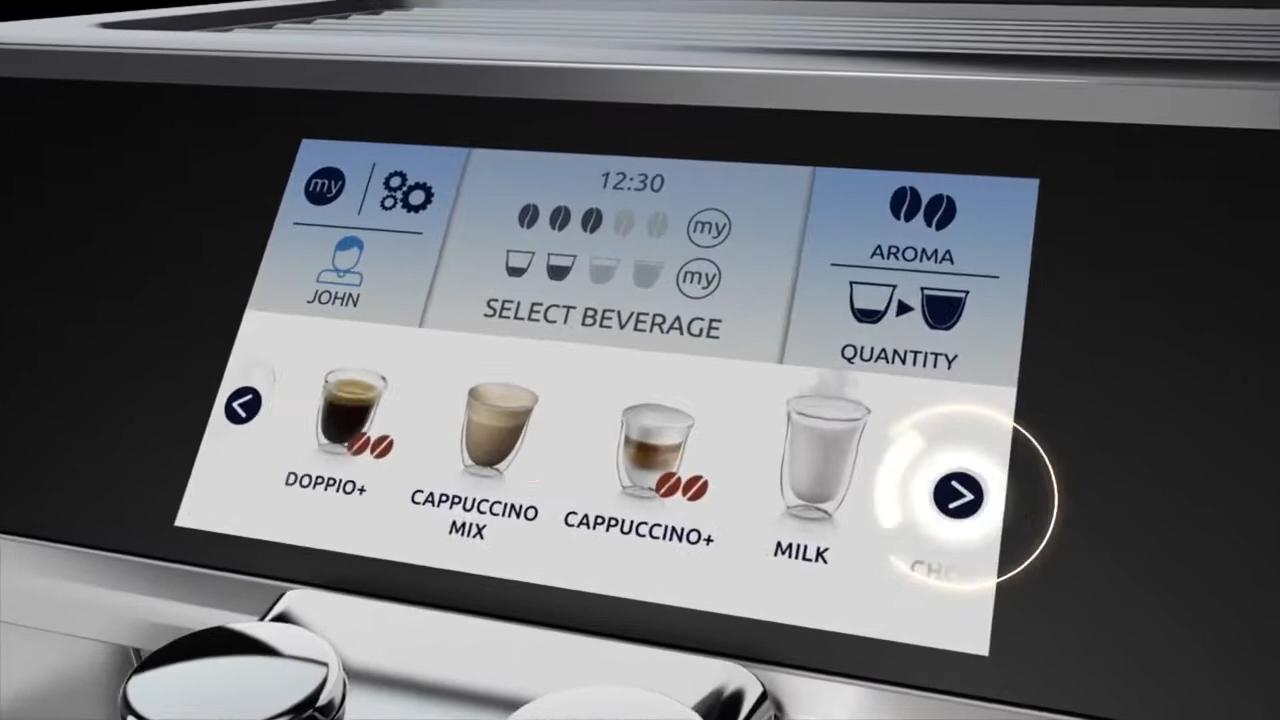 my
JOHN
12:30
my
my
SELECT BEVERAGE
AROMA
QUANTITY
DOPPIO+
CAPPUCCINO
MIX
CAPPUCCINO+
MILK